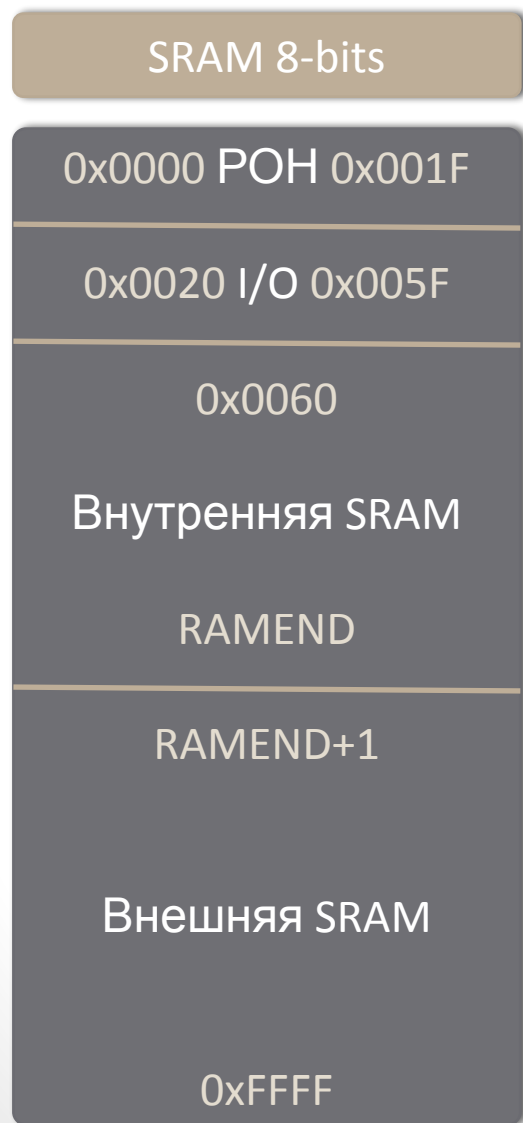 SRAM 8-bits
0x0000 РОН 0x001F
0x0020 I/O 0x005F
0x0060
Внутренняя SRAM
RAMEND
RAMEND+1
Внешняя SRAM
0xFFFF